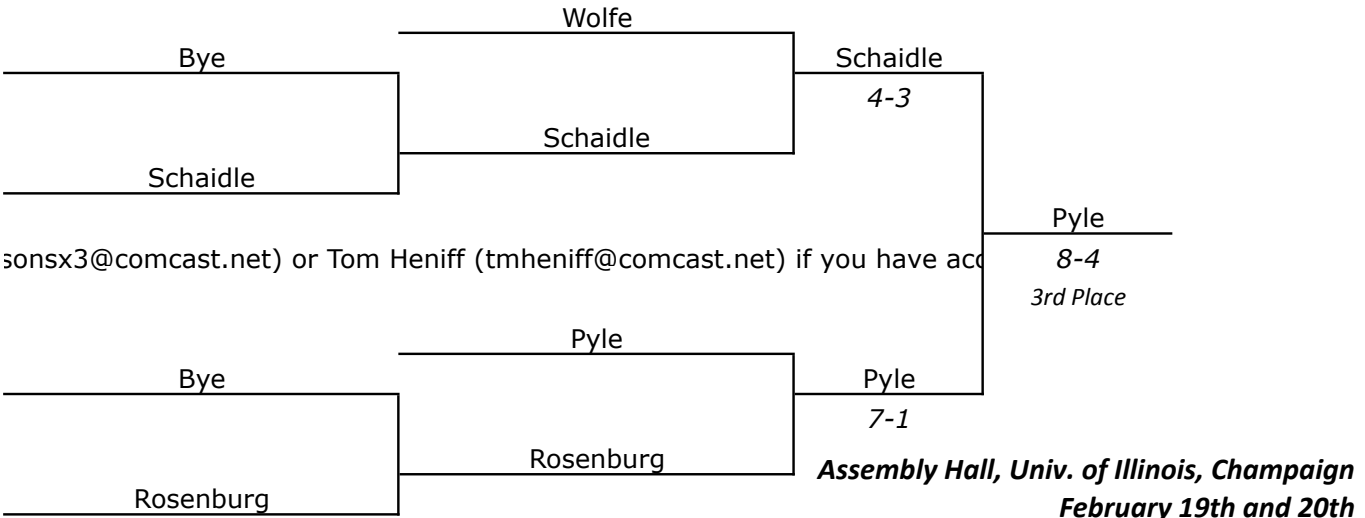 Wolfe
Bye Schaidle
4-3
Schaidle
Schaidle
Pyle
sonsx3@comcast.net) or Tom Heniff (tmheniff@comcast.net) if you have 8-4
3rd Place
Pyle
Bye Pyle
7-1
Rosenburg
Assembly Hall, Univ. of Illinois, Champaign
Rosenburg
February 19th and 20th